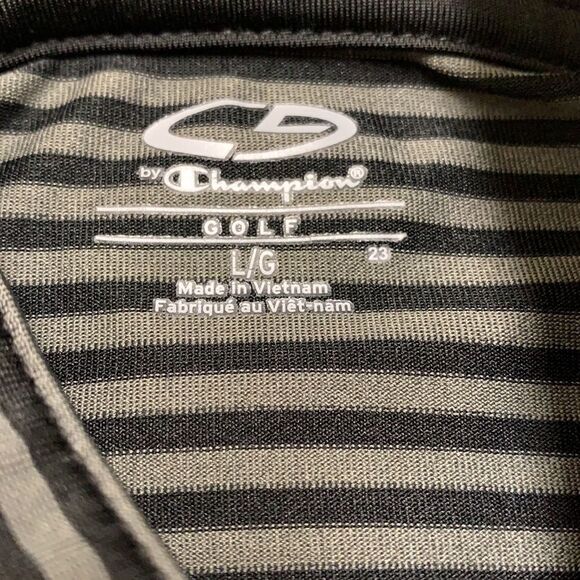 by Champion®
GOLF
L/G 23
Made in Vietnam
Fabriqué au Viêt-nam